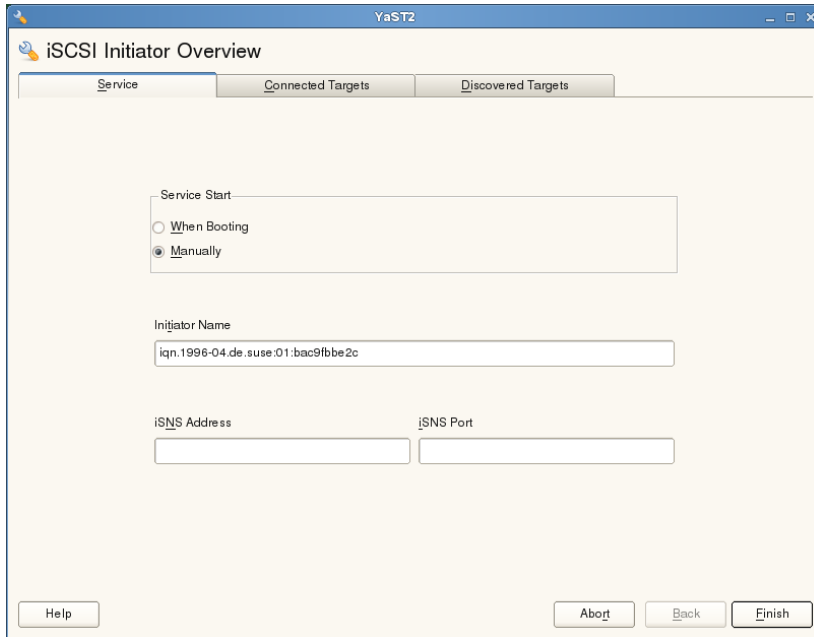 YaST2
iSCSI Initiator Overview
Service Connected Targets Discovered Targets
Service Start
When Booting
Manually
Initiator Name
iqn.1996-04.de.suse:01:bac9fbbe2c
iSNS Address iSNS Port
Help Abort Back Finish